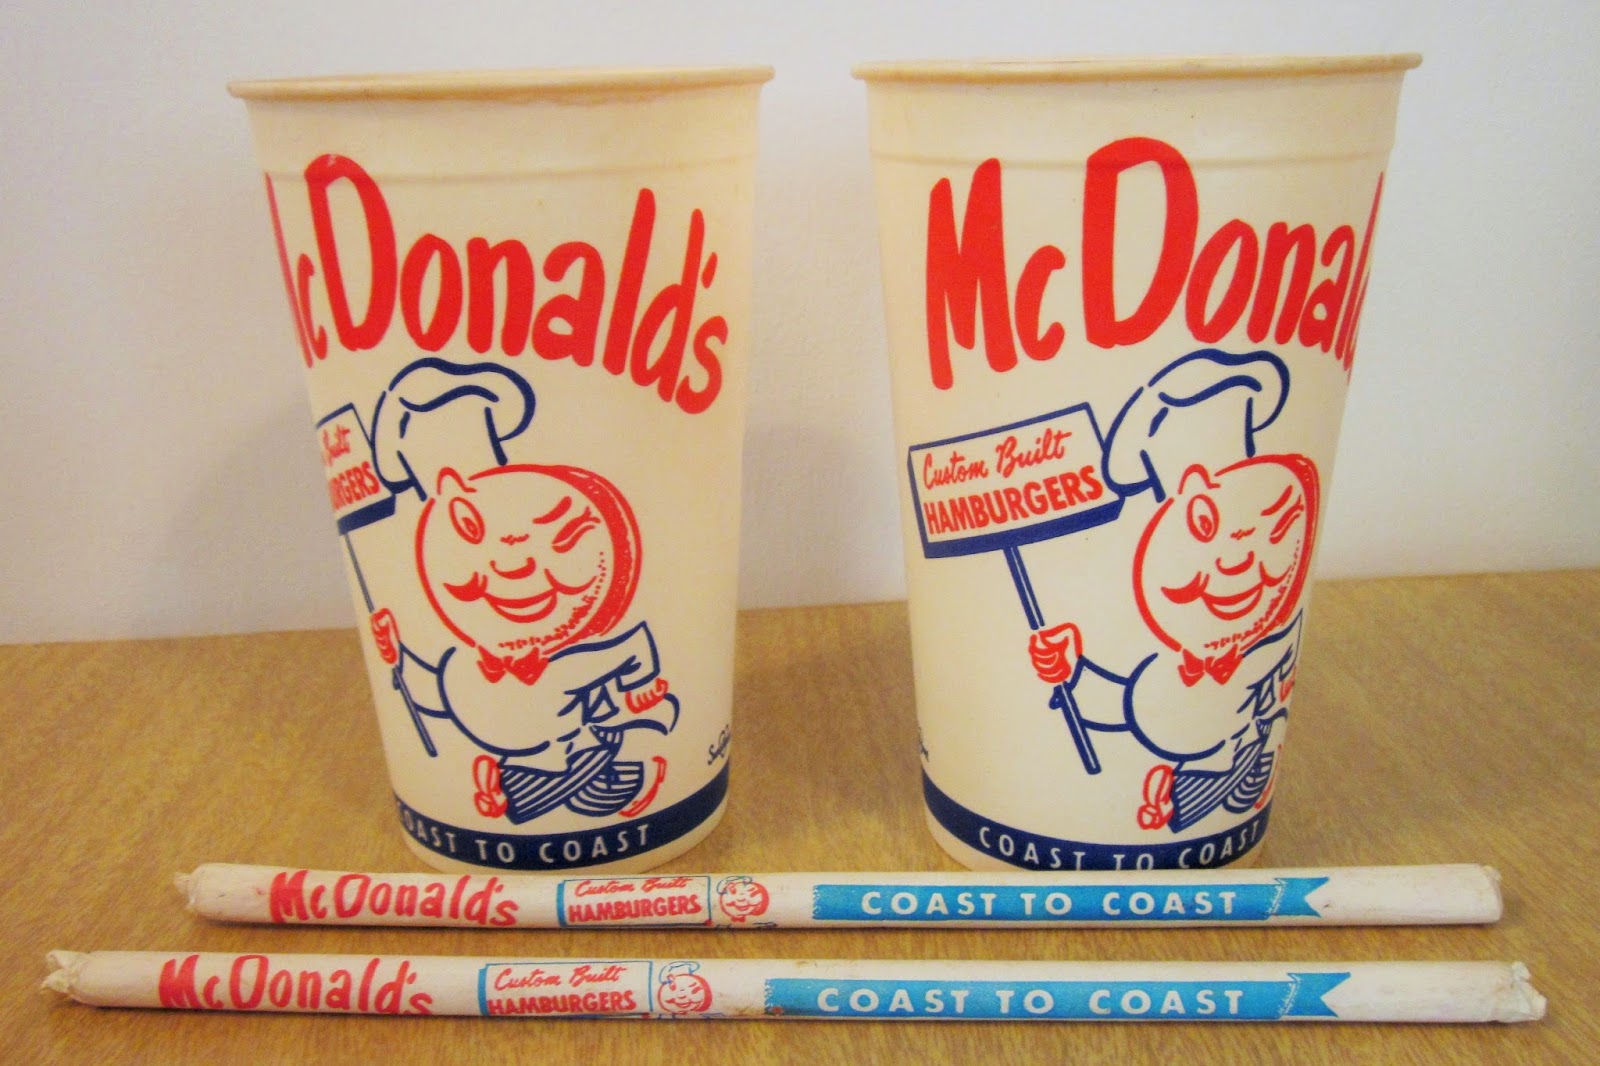 McDonald's
Built
RGERS
COAST TO COAST
McDonald
Custom Built
HAMBURGERS
COAST TO COAST
McDonald's
Custom Built
HAMBURGERS
COAST TO COAST
McDonald's
Custom Built
HAMBURGERS
COAST TO COAST